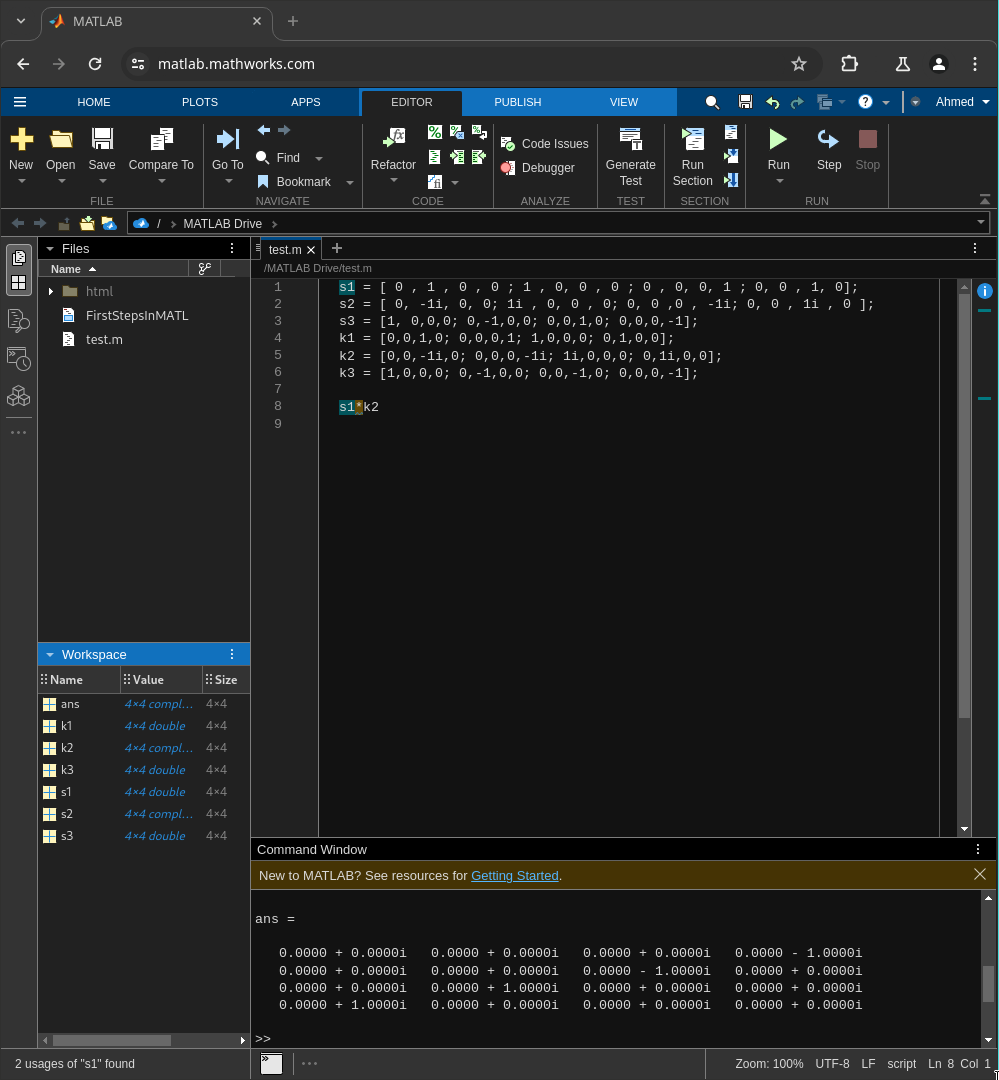 MATLAB
matlab.mathworks.com
HOME PLOTS APPS EDITOR PUBLISH VIEW Ahmed
New Open Save Compare To Go To Find Bookmark Refactor Code Issues Debugger Generate Test Run Section Run Step Stop
FILE NAVIGATE CODE ANALYZE TEST SECTION RUN
/ MATLAB Drive
Files
Name
html
FirstStepsInMATL
test.m
test.m
/MATLAB Drive/test.m
1 s1 = [ 0 , 1 , 0 , 0 ; 1 , 0, 0 , 0 ; 0 , 0, 0, 1 ; 0, 0 , 1, 0];
2 s2 = [ 0, -1i, 0, 0; 1i , 0, 0 , 0; 0, 0 ,0 , -1i; 0, 0 , 1i , 0 ];
3 s3 = [1, 0,0,0; 0,-1,0,0; 0,0,1,0; 0,0,0,-1];
4 k1 = [0,0,1,0; 0,0,0,1; 1,0,0,0; 0,1,0,0];
5 k2 = [0,0,-1i,0; 0,0,0,-1i; 1i,0,0,0; 0,1i,0,0];
6 k3 = [1,0,0,0; 0,-1,0,0; 0,0,-1,0; 0,0,0,-1];
7
8 s1*k2
9
Workspace
Name Value Size
ans 4×4 compl... 4×4
k1 4×4 double 4×4
k2 4×4 compl... 4×4
k3 4×4 double 4×4
s1 4×4 double 4×4
s2 4×4 compl... 4×4
s3 4×4 double 4×4
Command Window
New to MATLAB? See resources for Getting Started.
ans =
0.0000 + 0.0000i 0.0000 + 0.0000i 0.0000 + 0.0000i 0.0000 - 1.0000i
0.0000 + 0.0000i 0.0000 + 0.0000i 0.0000 - 1.0000i 0.0000 + 0.0000i
0.0000 + 0.0000i 0.0000 + 1.0000i 0.0000 + 0.0000i 0.0000 + 0.0000i
0.0000 + 1.0000i 0.0000 + 0.0000i 0.0000 + 0.0000i 0.0000 + 0.0000i
>>
2 usages of "s1" found
Zoom: 100% UTF-8 LF script Ln 8 Col 1